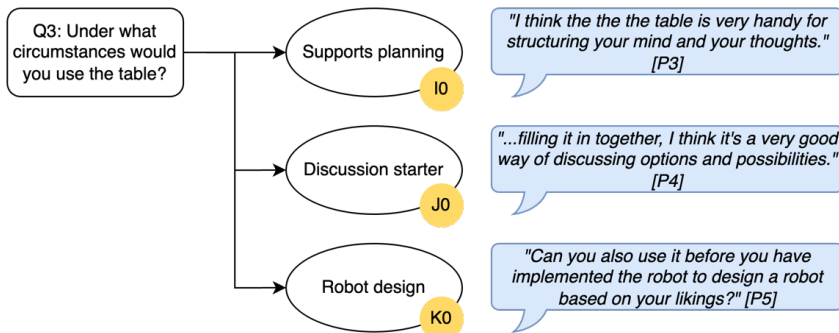 Q3: Under what
circumstances would
you use the table?
Supports planning
I0
"I think the the the table is very handy for
structuring your mind and your thoughts."
[P3]
Discussion starter
J0
"...filling it in together, I think it's a very good
way of discussing options and possibilities."
[P4]
Robot design
K0
"Can you also use it before you have
implemented the robot to design a robot
based on your likings?" [P5]